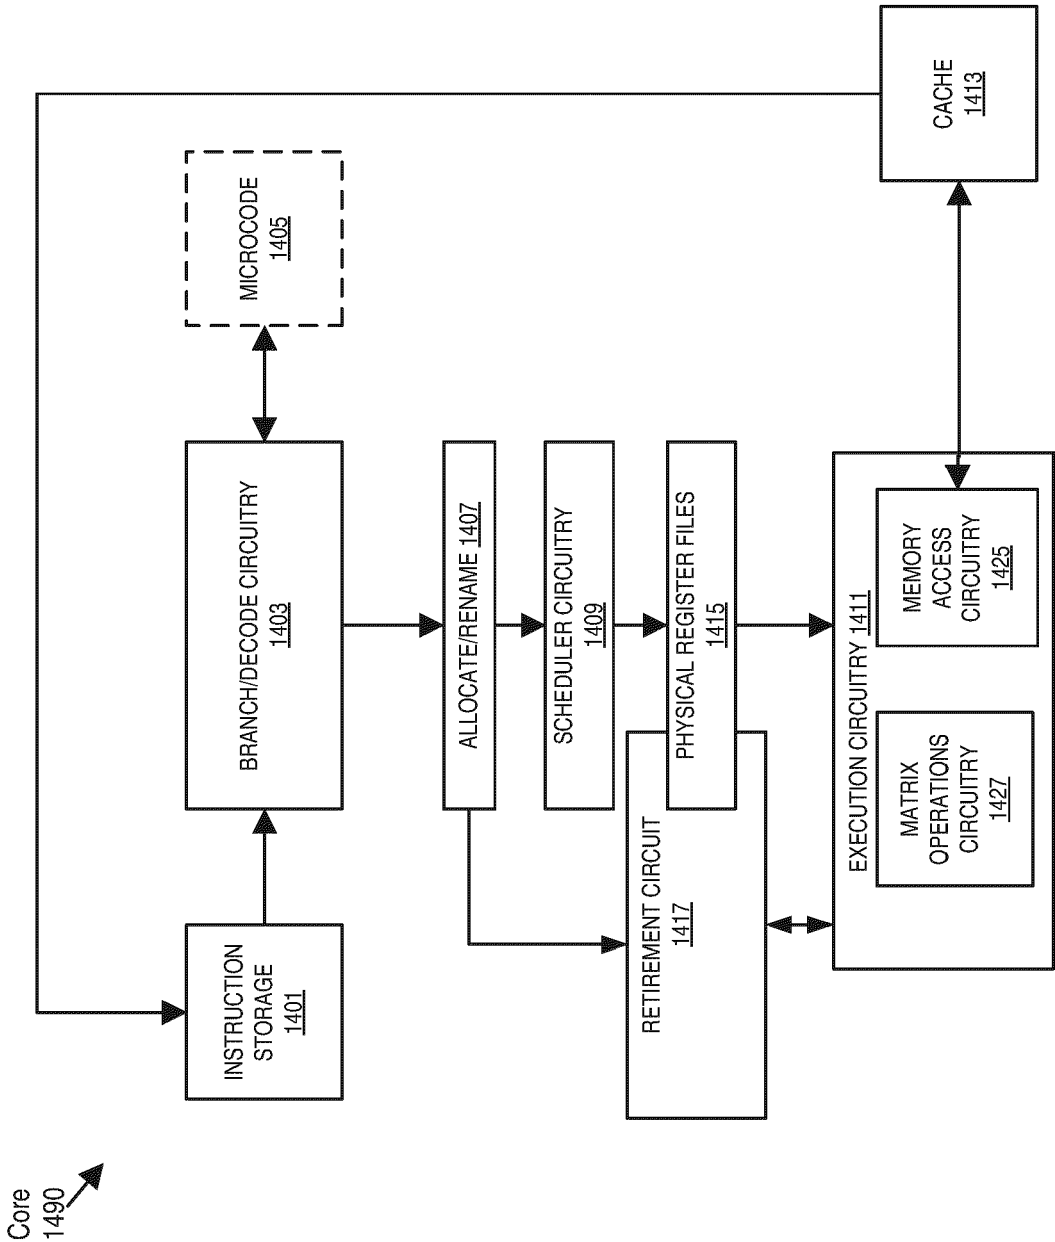 Core
1490
INSTRUCTION
STORAGE
1401
BRANCH/DECODE CIRCUITRY
1403
MICROCODE
1405
ALLOCATE/RENAME 1407
SCHEDULER CIRCUITRY
1409
PHYSICAL REGISTER FILES
1415
RETIREMENT CIRCUIT
1417
EXECUTION CIRCUITRY 1411
MATRIX
OPERATIONS
CIRCUITRY
1427
MEMORY
ACCESS
CIRCUITRY
1425
CACHE
1413